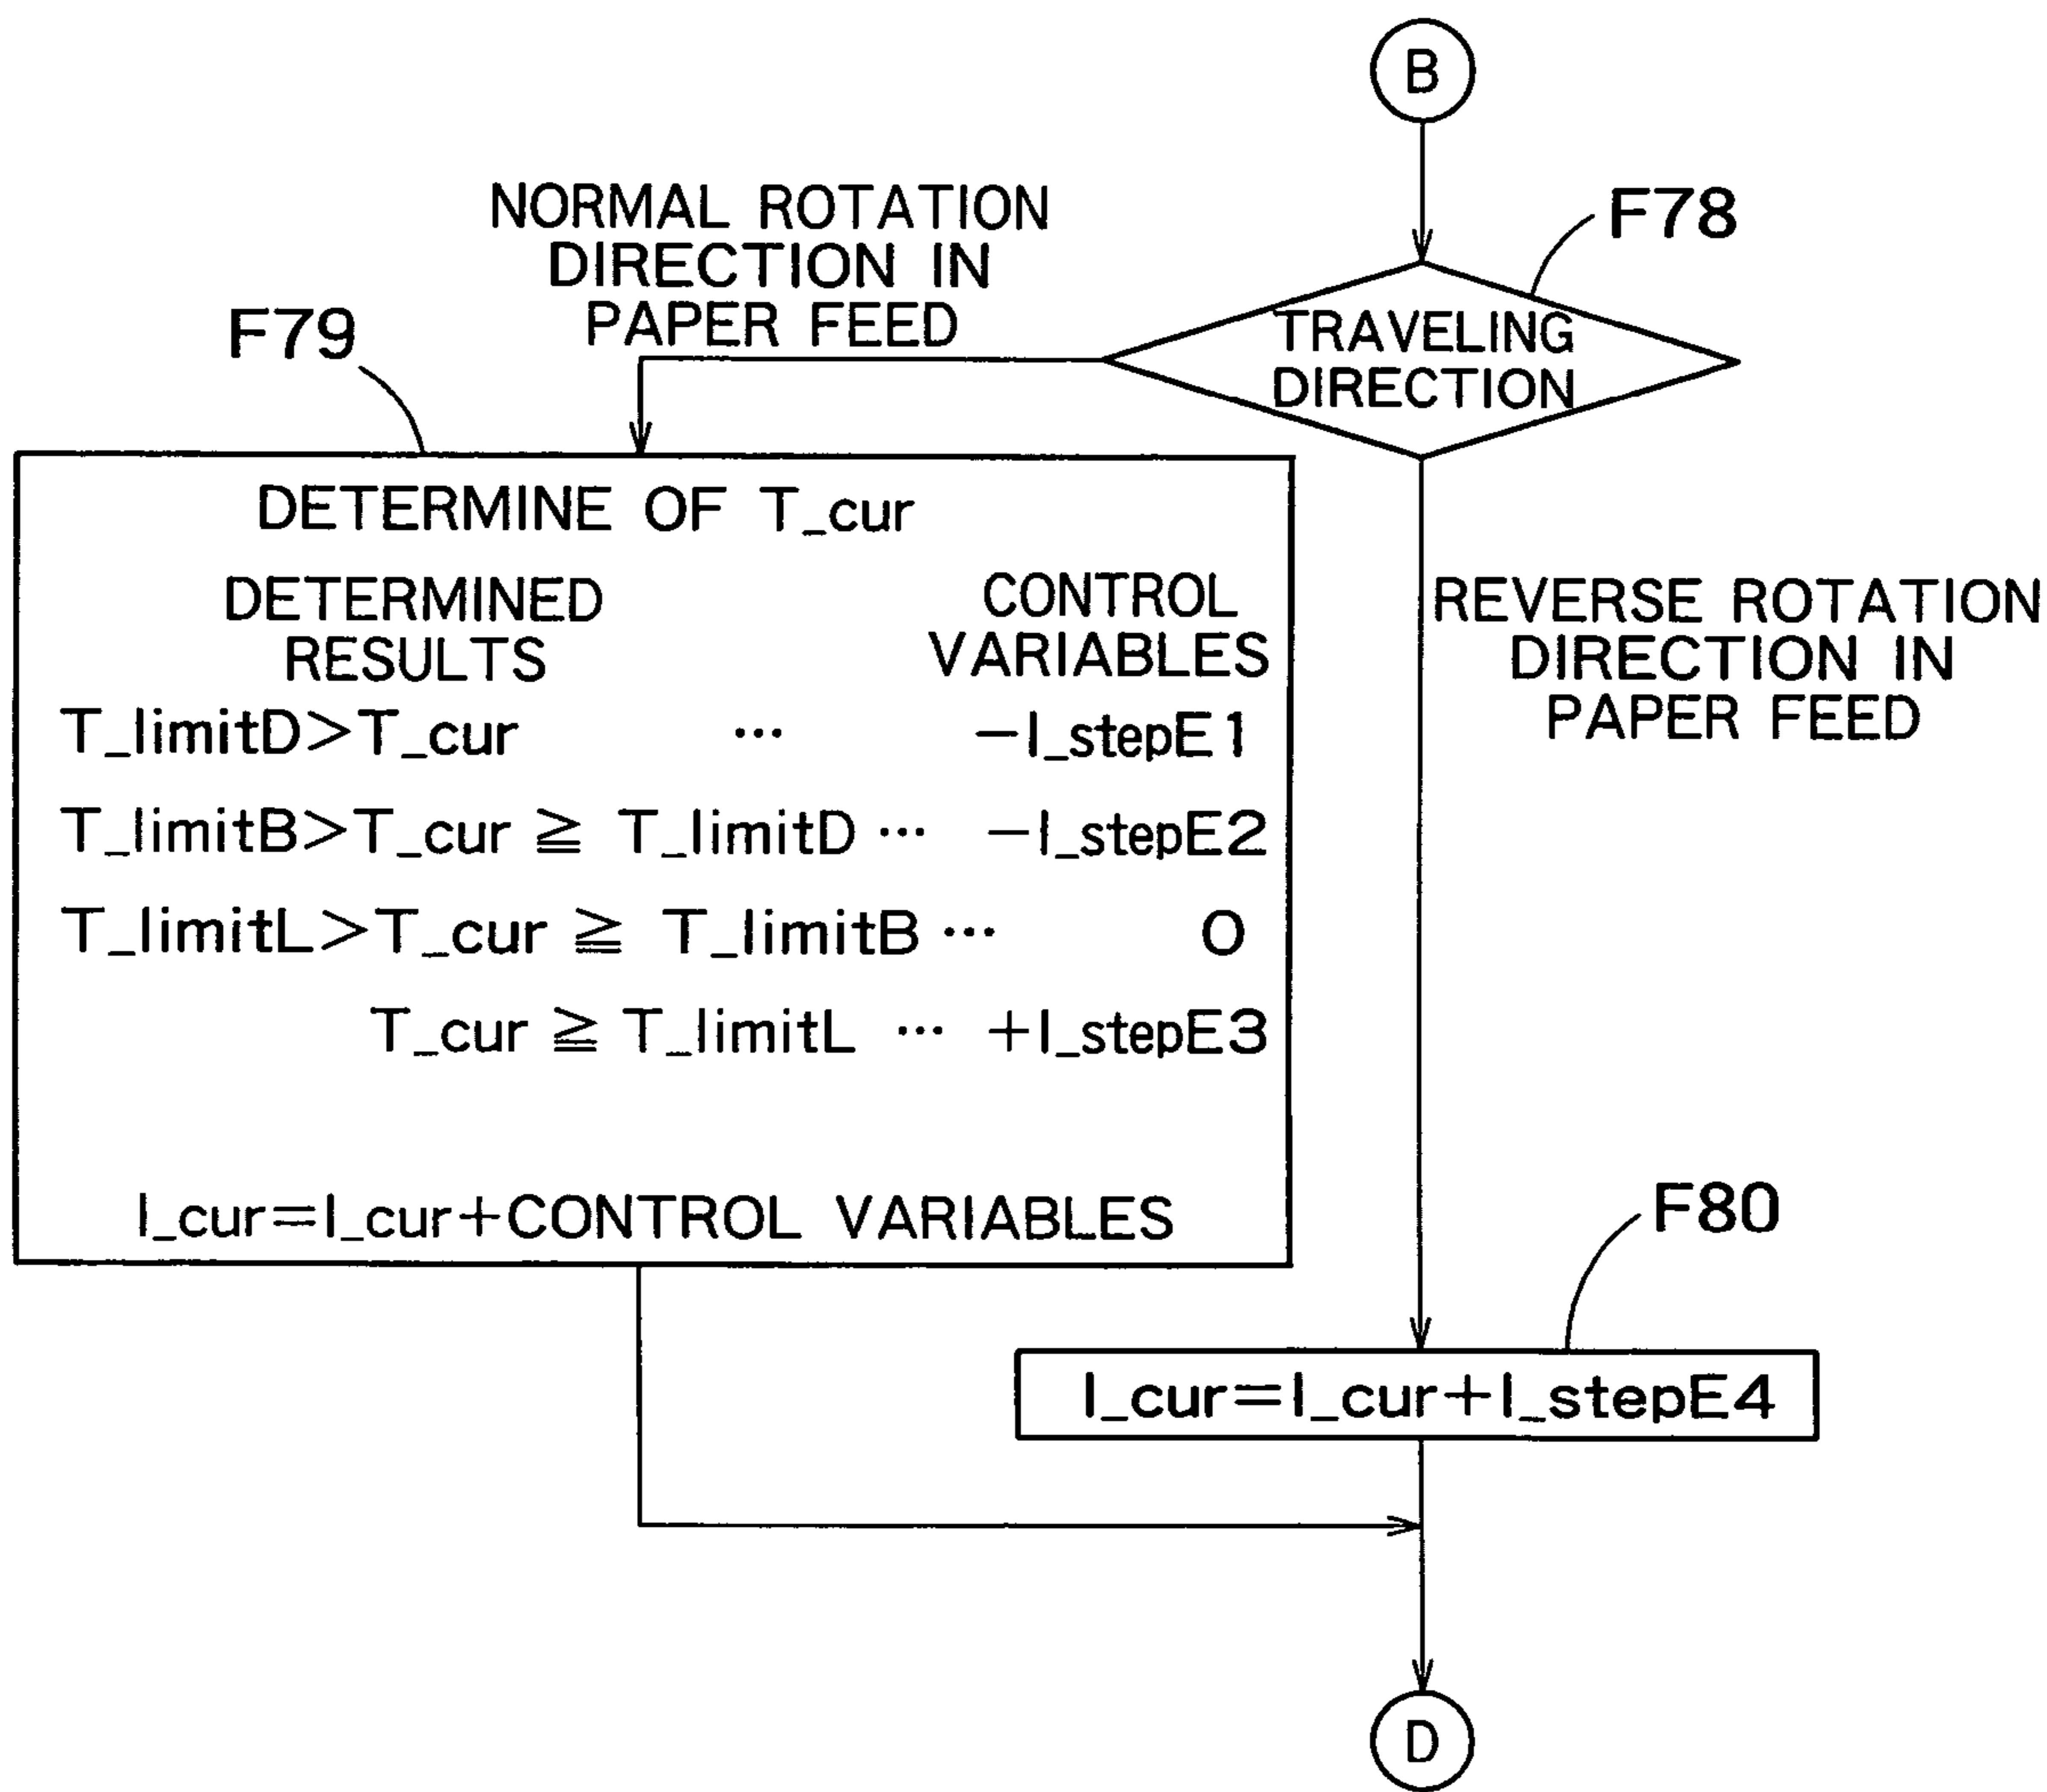 B
F78
TRAVELING
DIRECTION
NORMAL ROTATION
DIRECTION IN
PAPER FEED
F79
DETERMINE OF T_cur
DETERMINED
RESULTS
CONTROL
VARIABLES
T_limitD>T_cur ··· −I_stepE1
T_limitB>T_cur ≧ T_limitD ··· −I_stepE2
T_limitL>T_cur ≧ T_limitB ··· 0
T_cur ≧ T_limitL ··· +I_stepE3
I_cur=I_cur+CONTROL VARIABLES
REVERSE ROTATION
DIRECTION IN
PAPER FEED
F80
I_cur=I_cur+I_stepE4
D